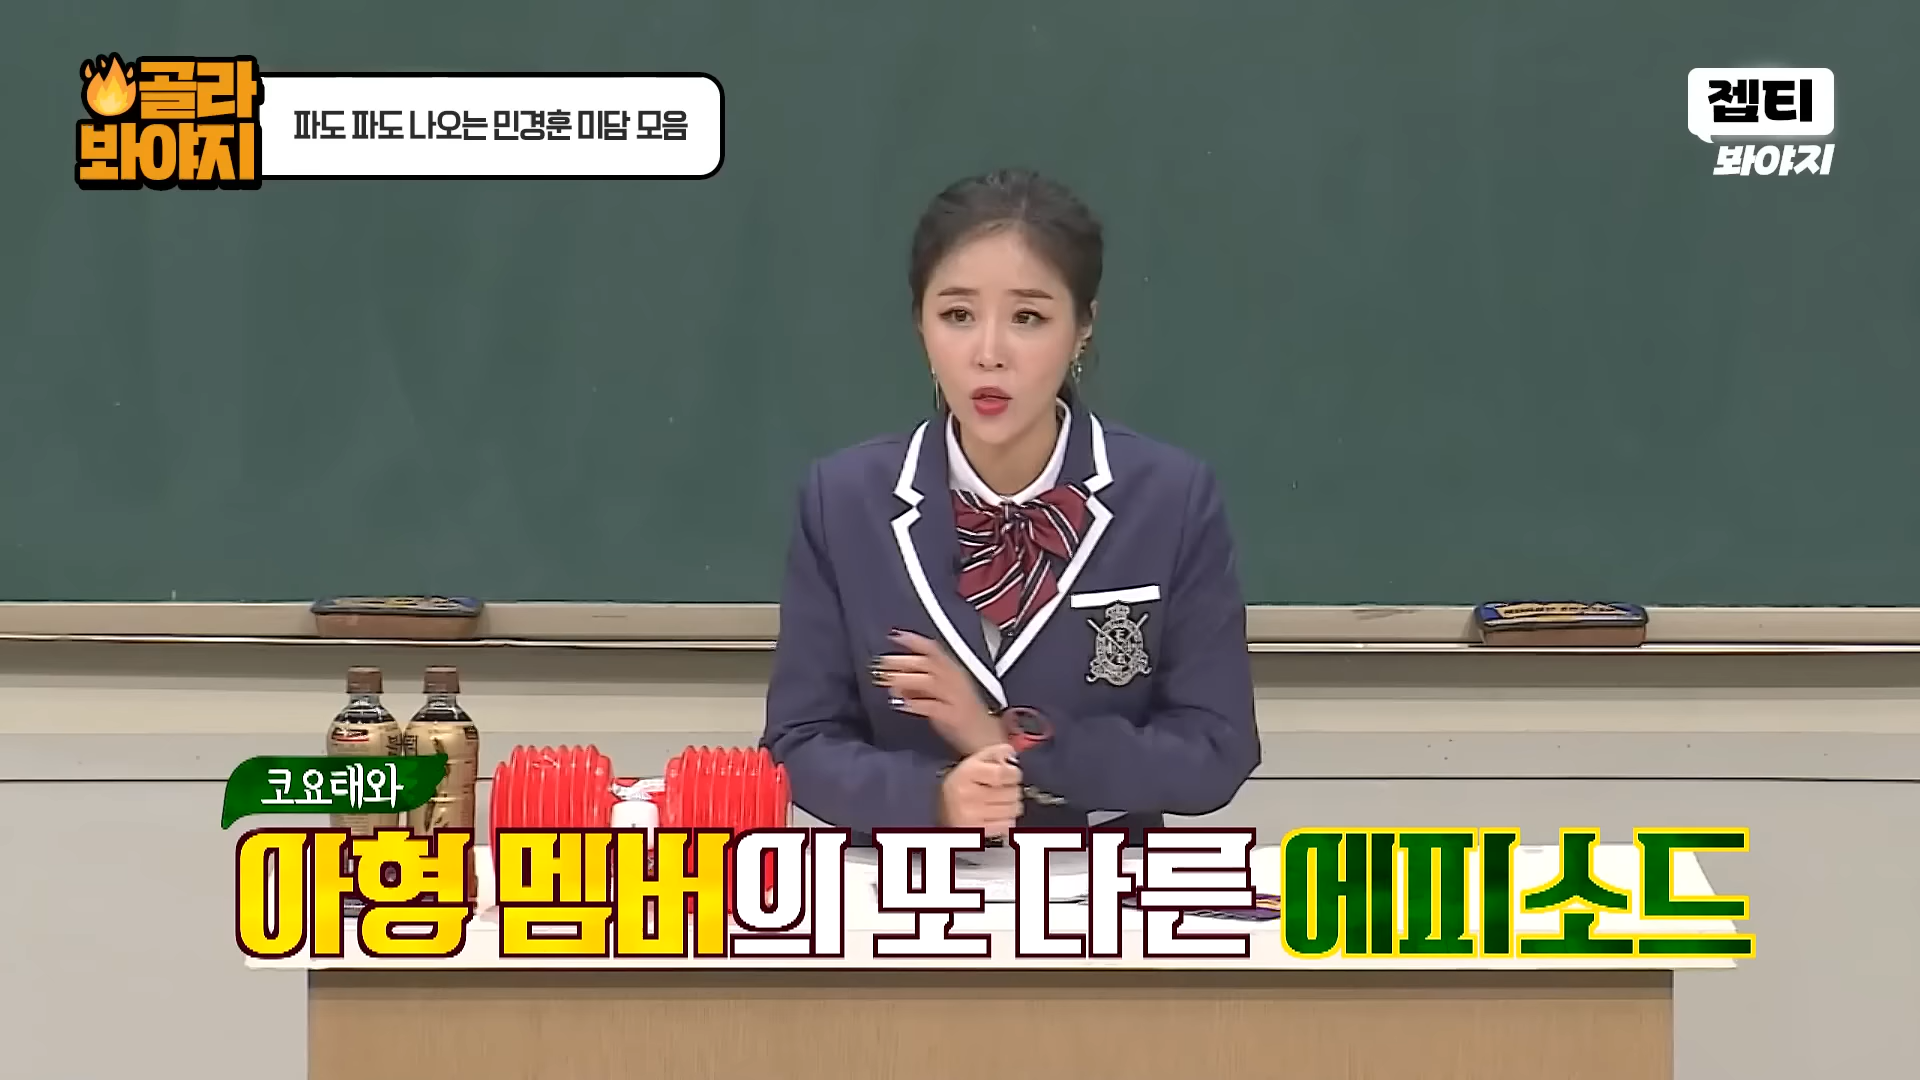 골라
봐야지
파도 파도 나오는 민경훈 미담 모음
젭티
봐야지
코요태와
아형 멤버의 또 다른 에피소드